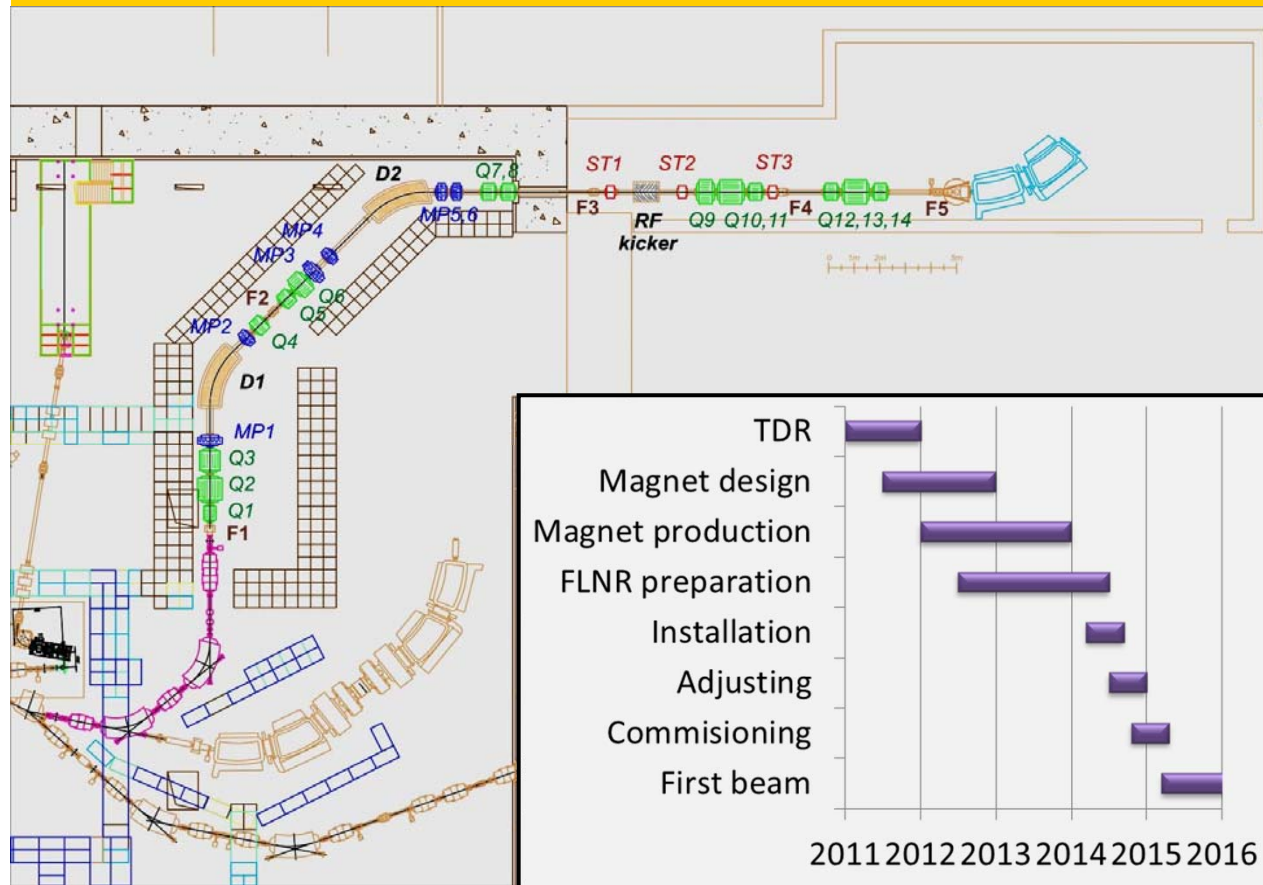 ST1
ST2
ST3
D2
Q7,8
MP5,6
F3
RF
kicker
Q9
Q10,11
F4
Q12,13,14
F5
MP4
MP3
Q6
F2
Q5
MP2
Q4
D1
MP1
Q3
Q2
Q1
F1
TDR
Magnet design
Magnet production
FLNR preparation
Installation
Adjusting
Commisioning
First beam
2011 2012 2013 2014 2015 2016